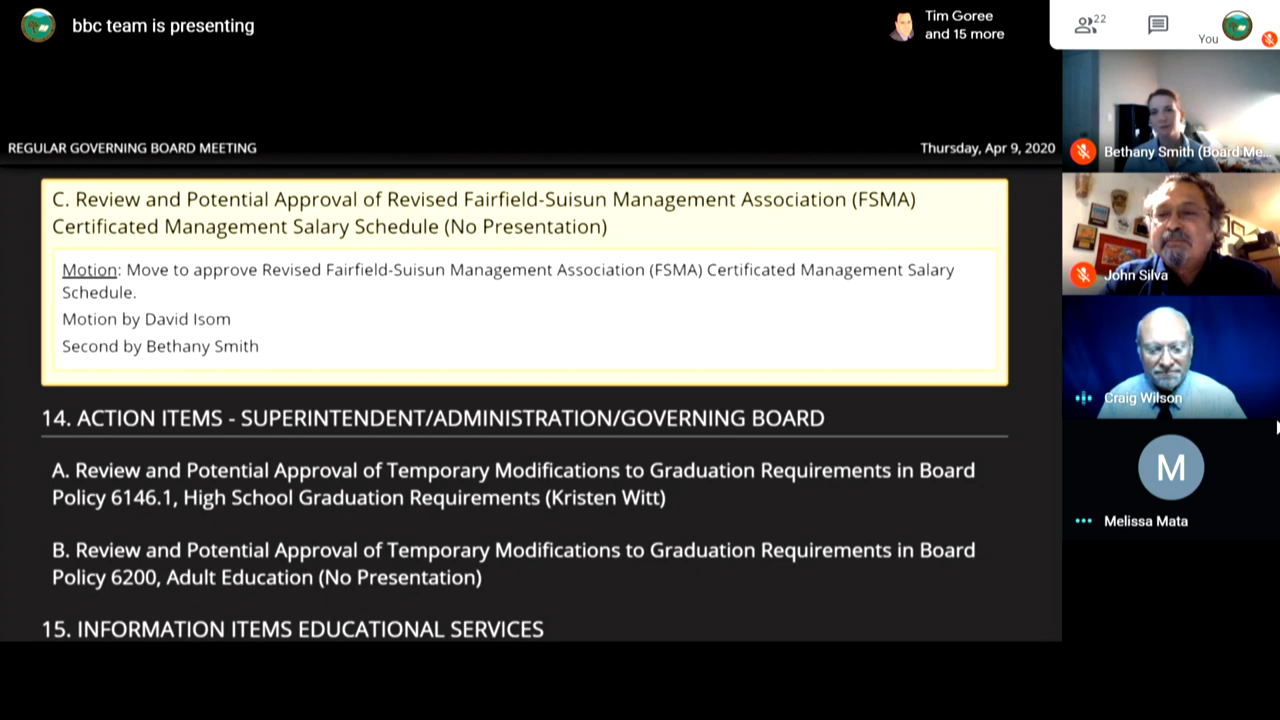 bbc team is presenting
Tim Goree
and 15 more
22
You
REGULAR GOVERNING BOARD MEETING
Thursday, Apr 9, 2020
C. Review and Potential Approval of Revised Fairfield-Suisun Management Association (FSMA)
Certificated Management Salary Schedule (No Presentation)
Motion: Move to approve Revised Fairfield-Suisun Management Association (FSMA) Certificated Management Salary
Schedule.
Motion by David Isom
Second by Bethany Smith
14. ACTION ITEMS - SUPERINTENDENT/ADMINISTRATION/GOVERNING BOARD
A. Review and Potential Approval of Temporary Modifications to Graduation Requirements in Board
Policy 6146.1, High School Graduation Requirements (Kristen Witt)
B. Review and Potential Approval of Temporary Modifications to Graduation Requirements in Board
Policy 6200, Adult Education (No Presentation)
15. INFORMATION ITEMS EDUCATIONAL SERVICES
Bethany Smith (Board Me...
John Silva
Craig Wilson
M
Melissa Mata